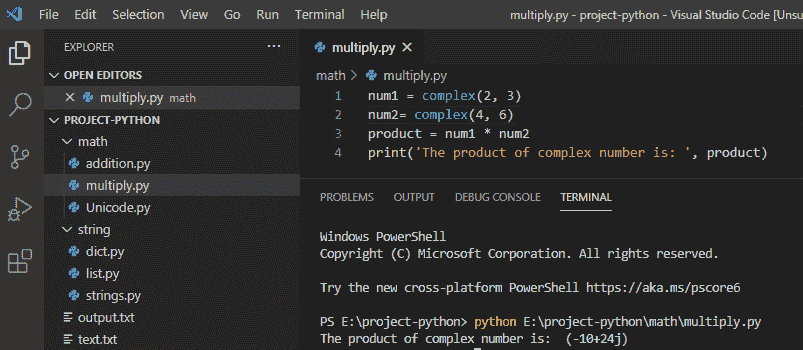 File Edit Selection View Go Run Terminal Help multiply.py - project-python - Visual Studio Code [Unsu
EXPLORER
OPEN EDITORS
multiply.py math
PROJECT-PYTHON
math
addition.py
multiply.py
Unicode.py
string
dict.py
list.py
strings.py
output.txt
text.txt
multiply.py
math > multiply.py
1 num1 = complex(2, 3)
2 num2= complex(4, 6)
3 product = num1 * num2
4 print('The product of complex number is: ', product)
PROBLEMS OUTPUT DEBUG CONSOLE TERMINAL
Windows PowerShell
Copyright (C) Microsoft Corporation. All rights reserved.
Try the new cross-platform PowerShell https://aka.ms/pscore6
PS E:\project-python> python E:\project-python\math\multiply.py
The product of complex number is:  (-10+24j)